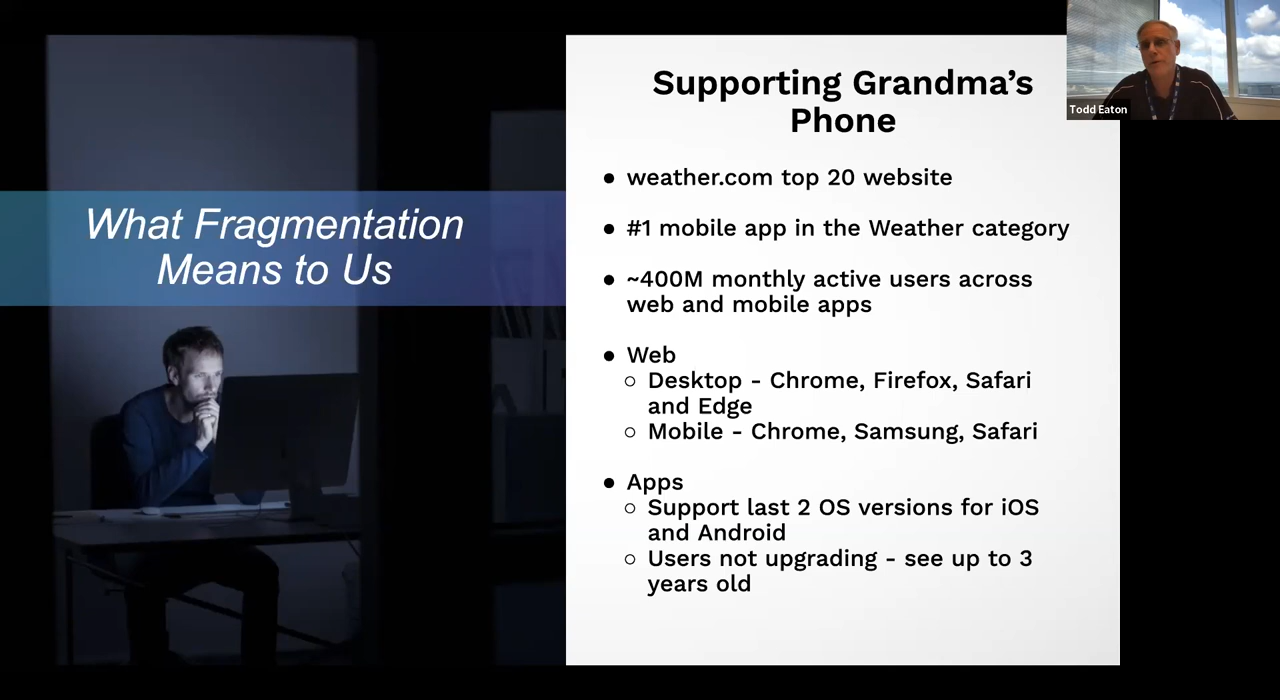 What Fragmentation
Means to Us
Supporting Grandma's
Phone
● weather.com top 20 website
● #1 mobile app in the Weather category
● ~400M monthly active users across
web and mobile apps
● Web
○ Desktop - Chrome, Firefox, Safari
and Edge
○ Mobile - Chrome, Samsung, Safari
● Apps
○ Support last 2 OS versions for iOS
and Android
○ Users not upgrading - see up to 3
years old
Todd Eaton